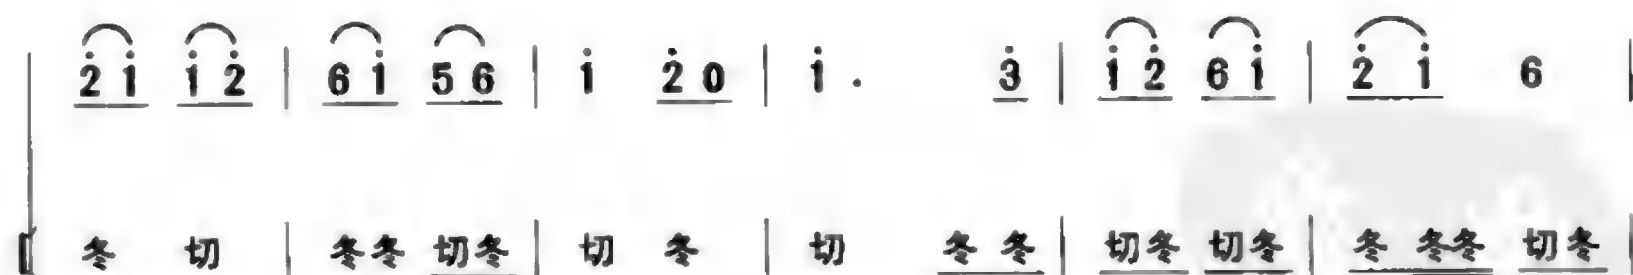 2̇ 1̇ 1̇ 2̇ | 6 1̇ 5 6 | 1̇ 2̇ 0 | 1̇ . 3̇ | 1̇ 2̇ 6 1̇ | 2̇ 1̇ 6 |
冬 切 | 冬冬 切冬 | 切 冬 | 切 冬 冬 | 切冬 切冬 | 冬 冬冬 切冬 |